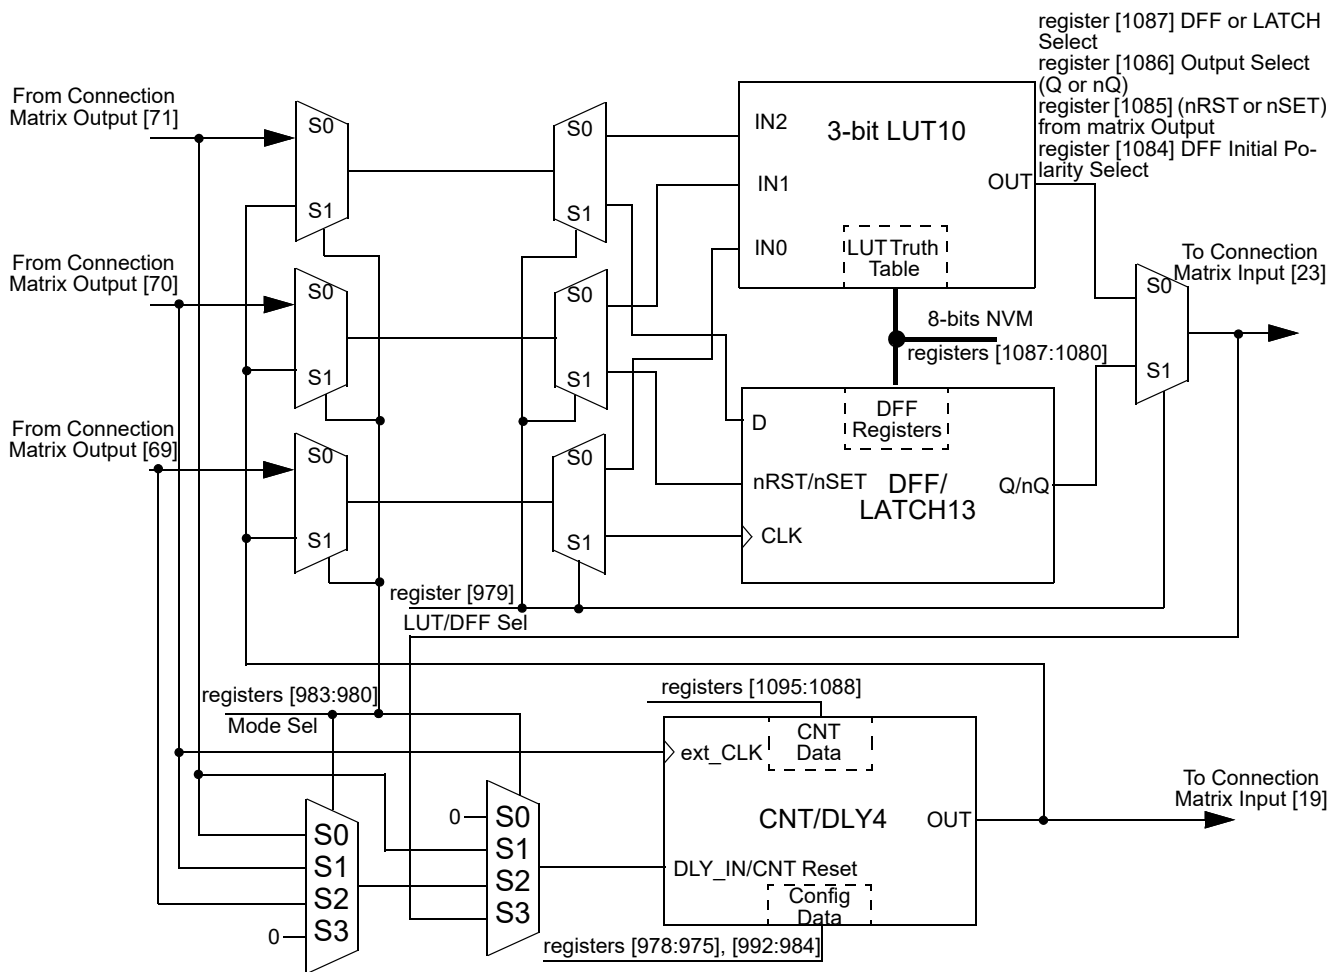 register [1087] DFF or LATCH
Select
register [1086] Output Select
(Q or nQ)
register [1085] (nRST or nSET)
from matrix Output
register [1084] DFF Initial Po-
larity Select
From Connection
Matrix Output [71]
S0
S1
S0
S1
IN2
3-bit LUT10
IN1
OUT
IN0
LUT Truth
Table
From Connection
Matrix Output [70]
S0
S1
S0
S1
To Connection
Matrix Input [23]
S0
S1
8-bits NVM
registers [1087:1080]
From Connection
Matrix Output [69]
S0
S1
S0
S1
D
DFF
Registers
nRST/nSET
DFF/
LATCH13
Q/nQ
CLK
register [979]
LUT/DFF Sel
registers [983:980]
Mode Sel
registers [1095:1088]
ext_CLK
CNT
Data
To Connection
Matrix Input [19]
S0
S1
S2
S3
0
0
S0
S1
S2
S3
CNT/DLY4
OUT
DLY_IN/CNT Reset
Config
Data
registers [978:975], [992:984]